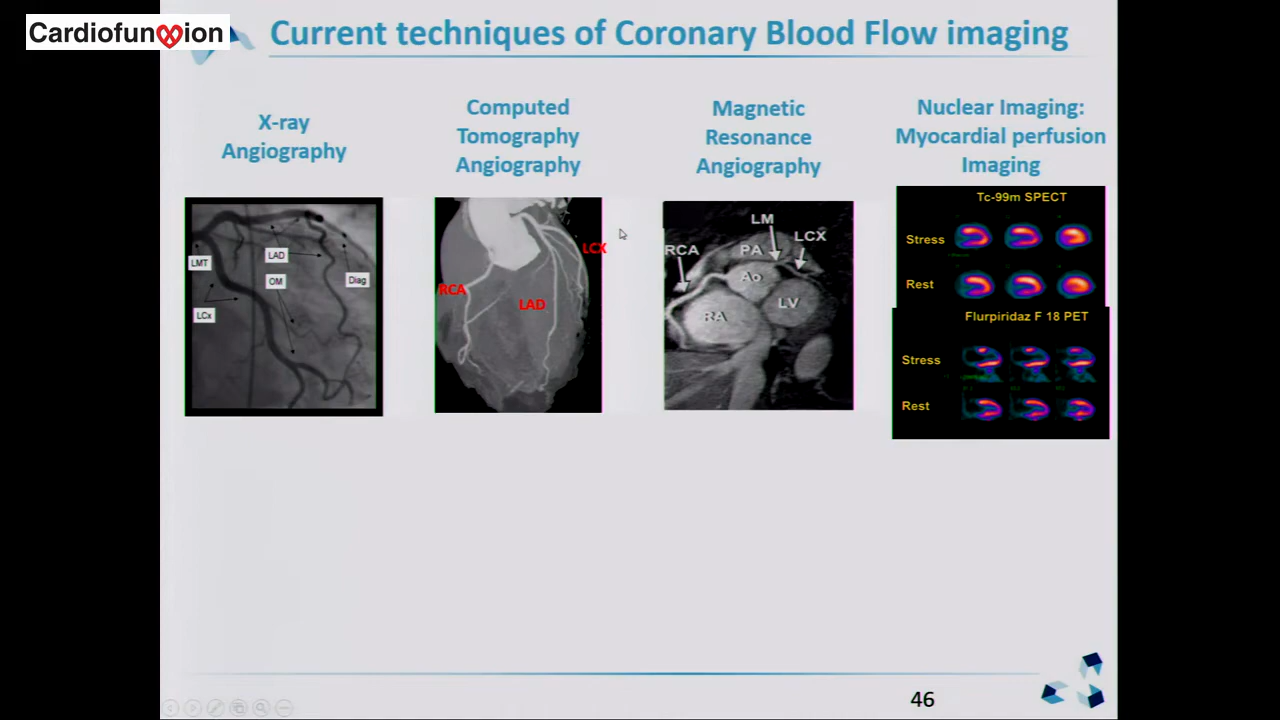 Cardiofun ion
Current techniques of Coronary Blood Flow imaging
X-ray
Angiography
Computed
Tomography
Angiography
Magnetic
Resonance
Angiography
Nuclear Imaging:
Myocardial perfusion
Imaging
LMT
LAD
OM
Diag
LCx
LCX
RCA
LAD
LM
LCX
RCA
PA
Ao
LV
RA
Tc-99m SPECT
Stress
Rest
Flurpiridaz F 18 PET
Stress
Rest
46